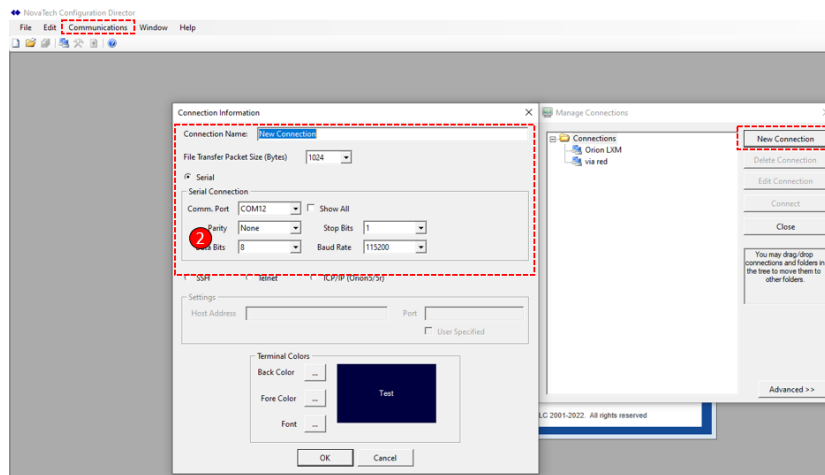 NovaTech Configuration Director
File Edit Communications Window Help
Connection Information
Connection Name: New Connection
File Transfer Packet Size (Bytes) 1024
Serial
Serial Connection
Comm. Port COM12 Show All
Parity None Stop Bits 1
2
Data Bits 8 Baud Rate 115200
SSH Telnet TCP/IP (Orion5/5r)
Settings
Host Address Port
User Specified
Terminal Colors
Back Color ...
Fore Color ...
Font ...
Test
OK Cancel
Manage Connections
Connections
Orion LXM
via red
New Connection
Delete Connection
Edit Connection
Connect
Close
You may drag/drop
connections and folders in
the tree to move them to
other folders.
Advanced >>
LC 2001-2022. All rights reserved